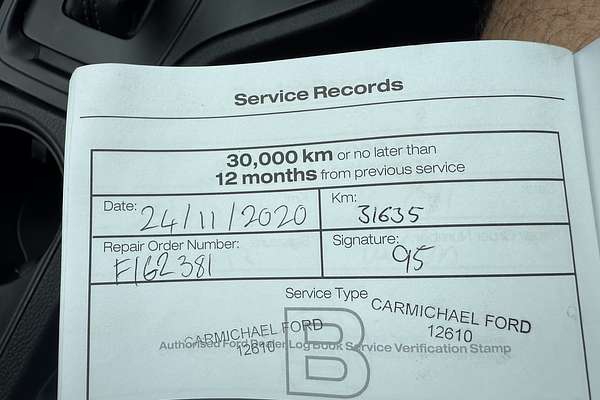 Service Records
30,000 km or no later than
12 months from previous service
Date: 24/11/2020
Km: 31635
Repair Order Number: F162381
Signature: 95
Service Type
CARMICHAEL FORD
12610
CARMICHAEL FORD
12610
B
Authorised Ford Dealer Log Book Service Verification Stamp